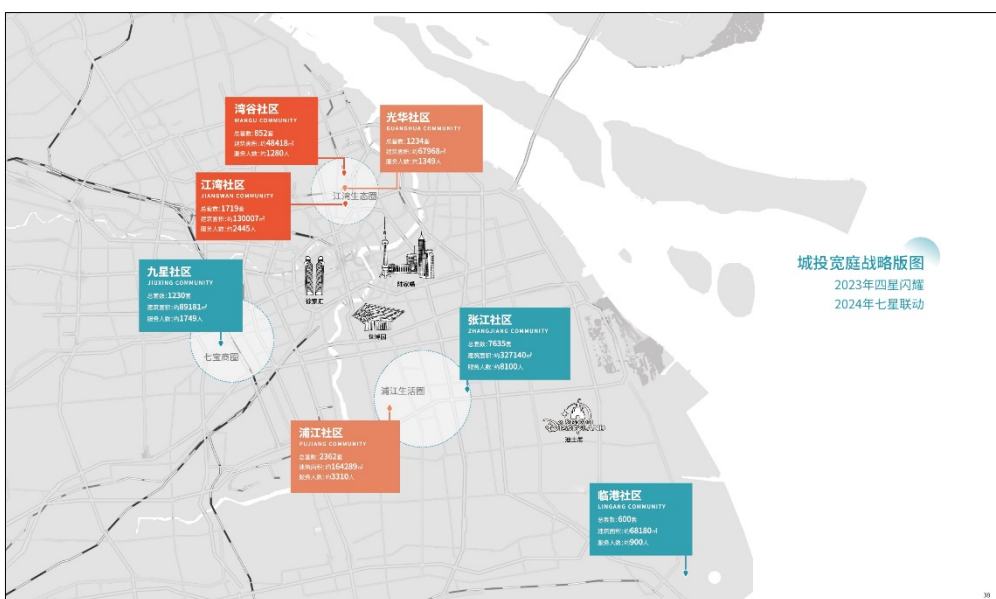 湾谷社区
WANGU COMMUNITY
总套数:852套
建筑面积:约48418㎡
服务人数:约1280人
光华社区
GUANGHUA COMMUNITY
总套数:1234套
建筑面积:约67968㎡
服务人数:约1349人
江湾社区
JIANGWAN COMMUNITY
总套数:1719套
建筑面积:约130007㎡
服务人数:约2445人
江湾生态圈
九星社区
JIUXING COMMUNITY
总套数:1230套
建筑面积:约89181㎡
服务人数:约1749人
七宝商圈
徐家汇
陆家嘴
世博园
城投宽庭战略版图
2023年四星闪耀
2024年七星联动
张江社区
ZHANGJIANG COMMUNITY
总套数:7635套
建筑面积:约327140㎡
服务人数:约8100人
浦江生活圈
浦江社区
PUJIANG COMMUNITY
总套数:2362套
建筑面积:约164289㎡
服务人数:约3310人
迪士尼
临港社区
LINGANG COMMUNITY
总套数:600套
建筑面积:约68180㎡
服务人数:约900人
38